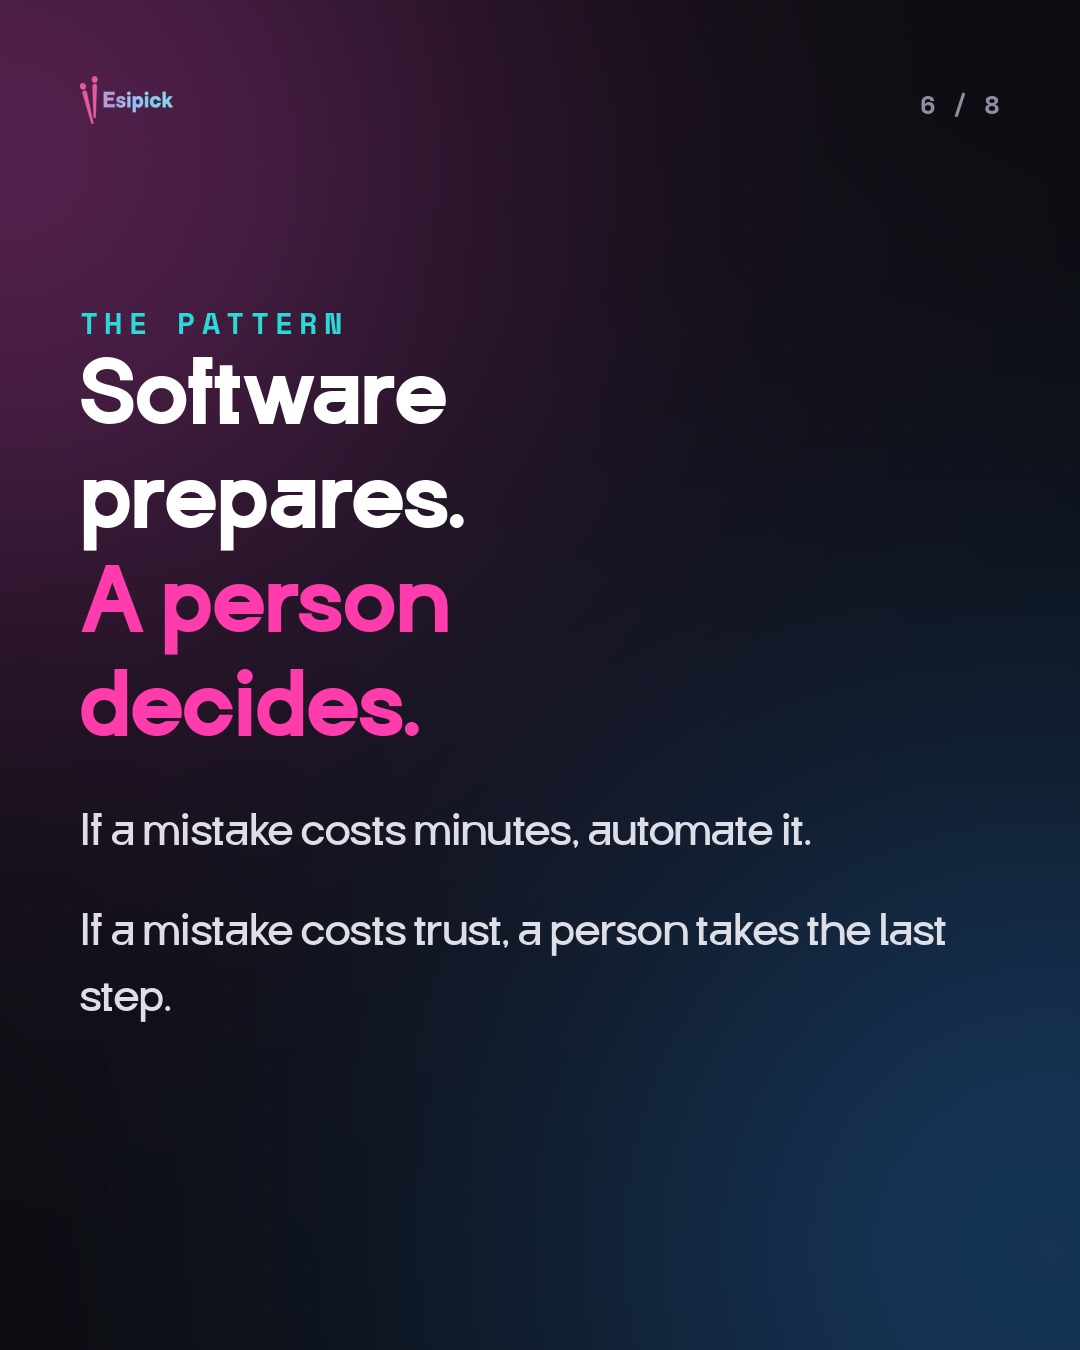 Esipick
6 / 8
THE PATTERN
Software
prepares.
A person
decides.
If a mistake costs minutes, automate it.
If a mistake costs trust, a person takes the last
step.